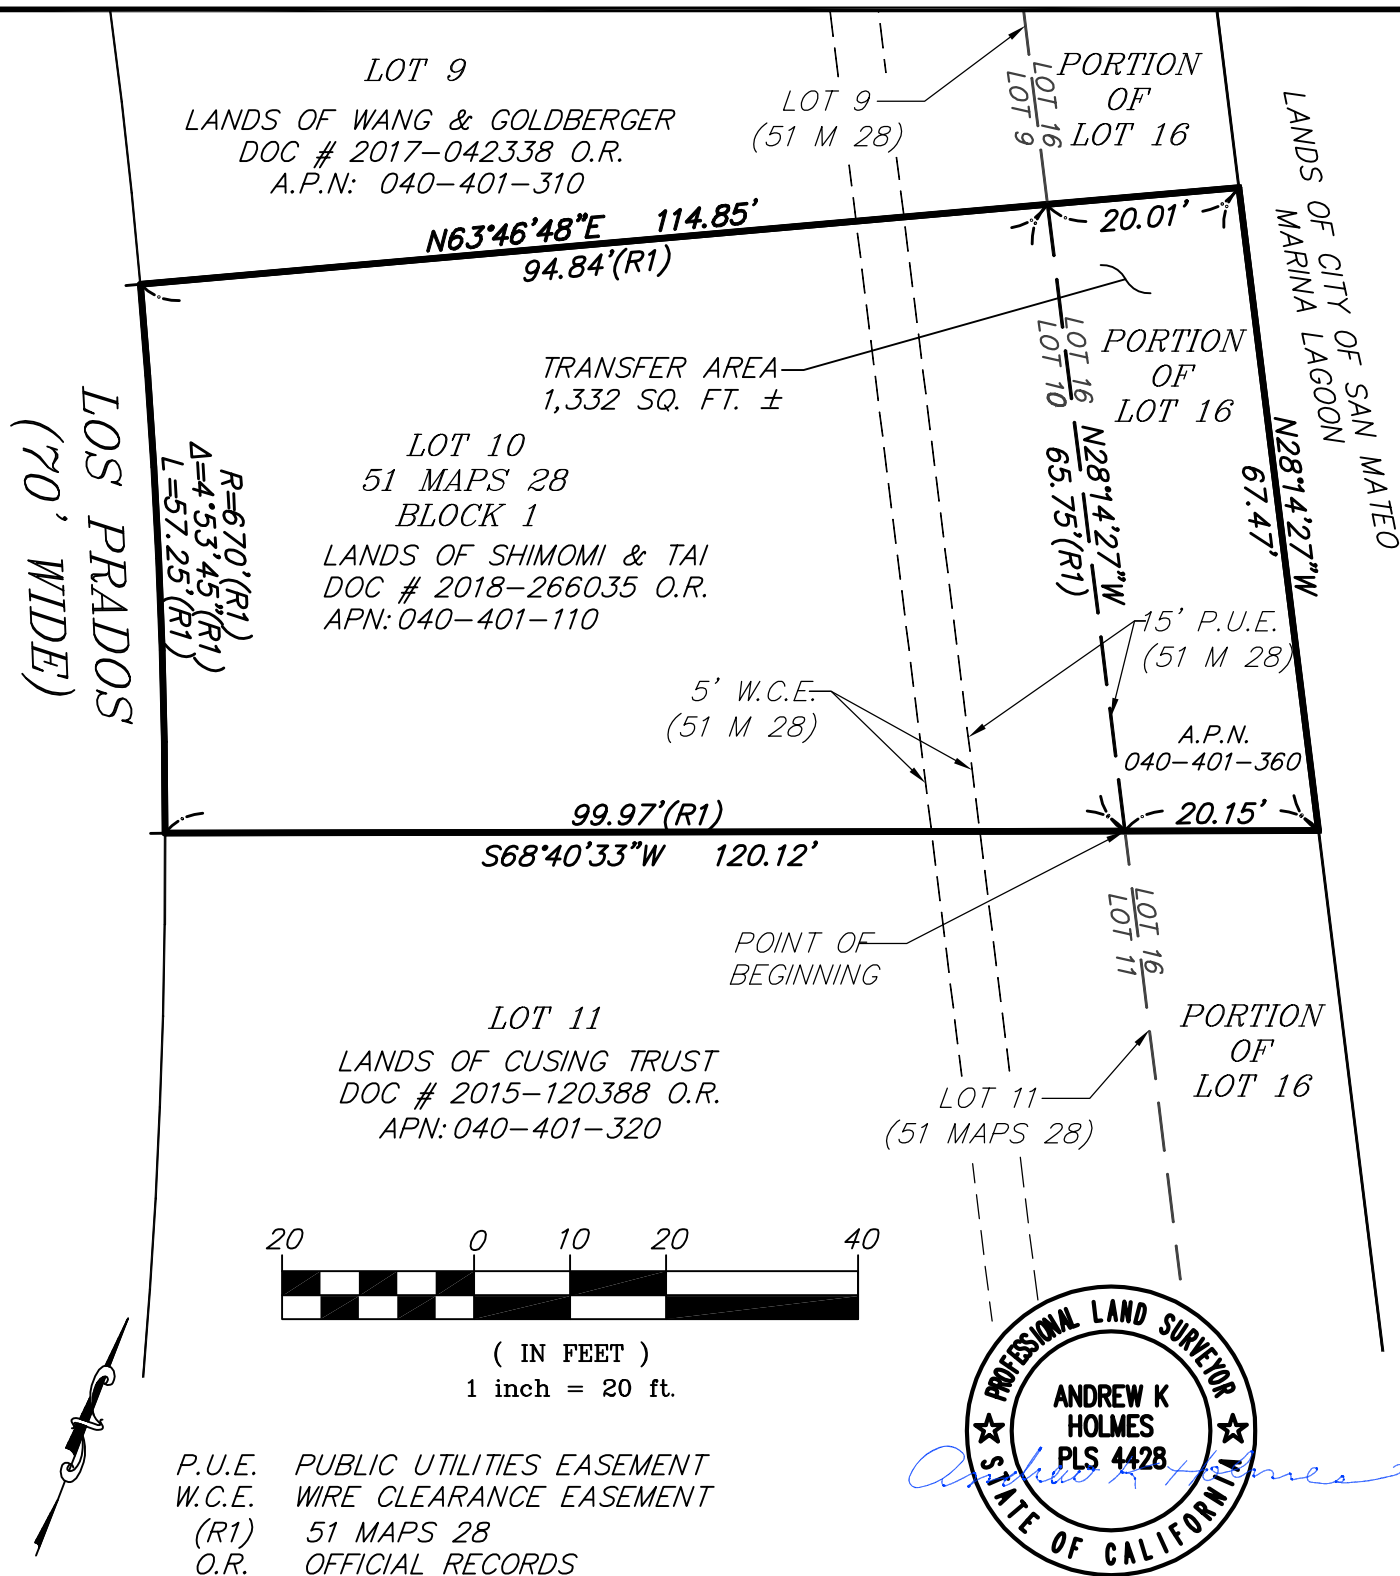 LOT 9
LANDS OF WANG & GOLDBERGER
DOC # 2017-042338 O.R.
A.P.N: 040-401-310
LOT 9
(51 M 28)
LOT 16
LOT 9
PORTION
OF
LOT 16
LANDS OF CITY OF SAN MATEO
MARINA LAGOON
N63°46'48"E 114.85'
94.84'(R1)
20.01'
TRANSFER AREA
1,332 SQ. FT. ±
LOT 16
LOT 10
PORTION
OF
LOT 16
N28°14'27"W
65.75'(R1)
N28°14'27"W
67.47'
LOS PRADOS
(70' WIDE)
R=670'(R1)
Δ=4°53'45"(R1)
L=57.25'(R1)
LOT 10
51 MAPS 28
BLOCK 1
LANDS OF SHIMOMI & TAI
DOC # 2018-266035 O.R.
APN: 040-401-110
15' P.U.E.
(51 M 28)
5' W.C.E.
(51 M 28)
A.P.N.
040-401-360
99.97'(R1)
20.15'
S68°40'33"W 120.12'
POINT OF
BEGINNING
LOT 16
LOT 11
LOT 11
LANDS OF CUSING TRUST
DOC # 2015-120388 O.R.
APN: 040-401-320
PORTION
OF
LOT 16
LOT 11
(51 MAPS 28)
20 0 10 20 40
( IN FEET )
1 inch = 20 ft.
P.U.E. PUBLIC UTILITIES EASEMENT
W.C.E. WIRE CLEARANCE EASEMENT
(R1) 51 MAPS 28
O.R. OFFICIAL RECORDS
PROFESSIONAL LAND SURVEYOR
ANDREW K
HOLMES
PLS 4428
STATE OF CALIFORNIA
Andrew K Holmes